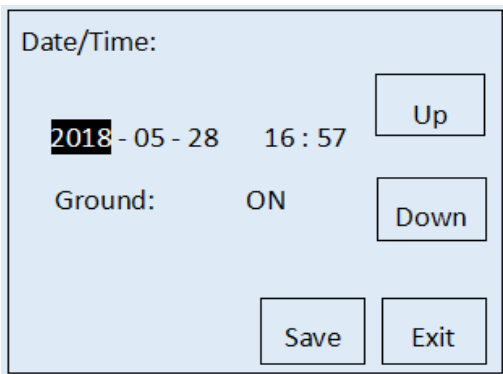 Date/Time:
Up
2018 - 05 - 28 16 : 57
Ground: ON
Down
Save Exit